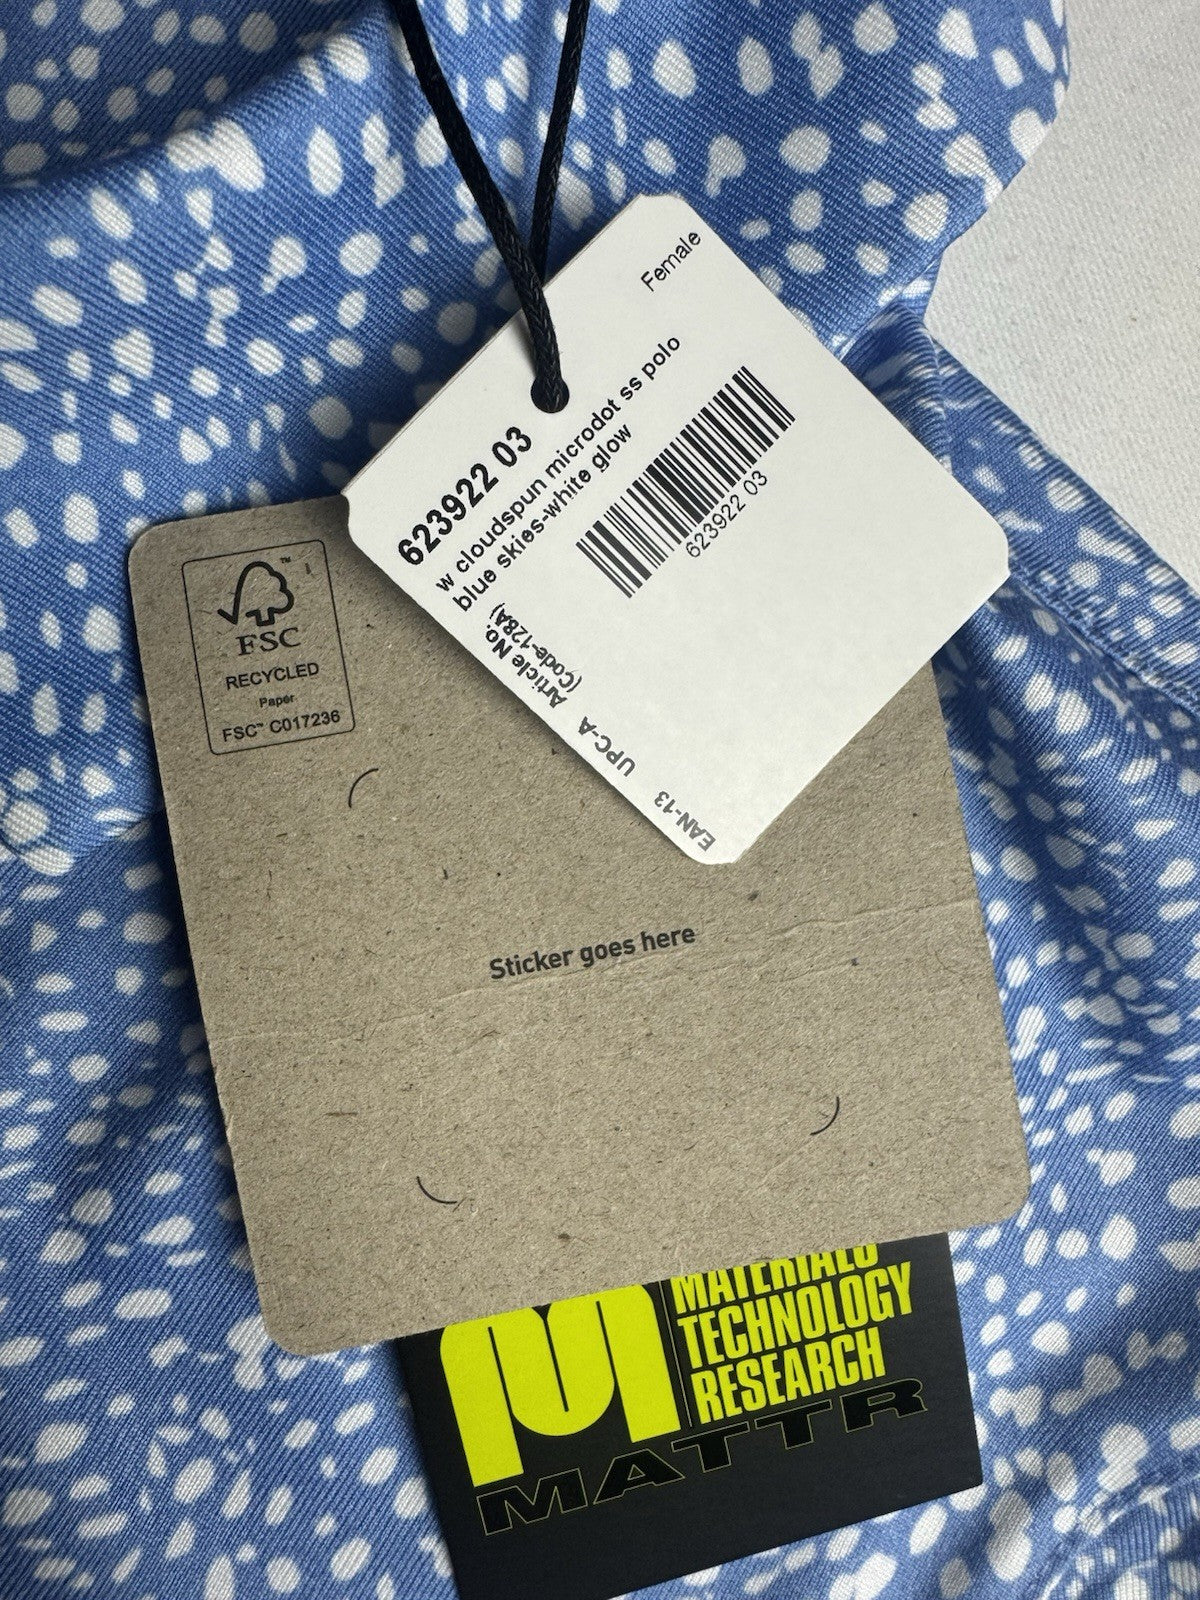 Female
623922 03
w cloudspun microdot ss polo
blue skies-white glow
623922 03
Article No.
(Code-128A)
UPC-A
EAN-13
FSC™
RECYCLED
Paper
FSC™ C017236
Sticker goes here
MATERIALS
TECHNOLOGY
RESEARCH
MATTR